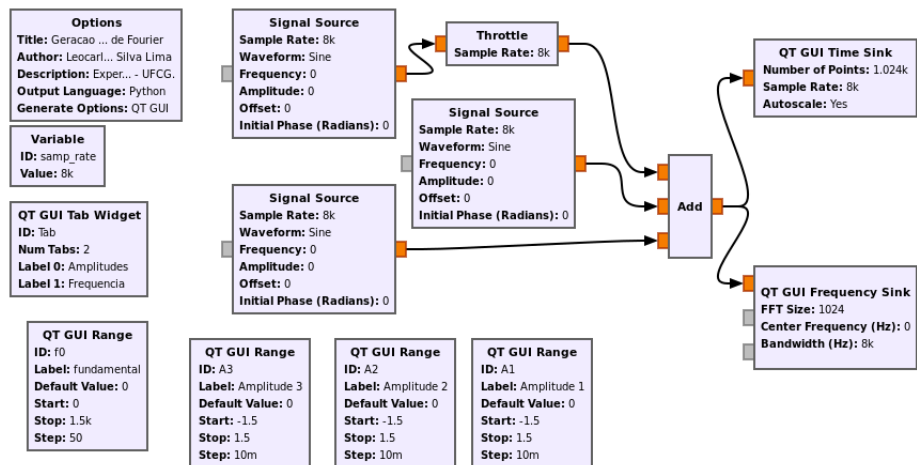 Options
Title: Geracao ... de Fourier
Author: Leocarl... Silva Lima
Description: Exper... - UFCG.
Output Language: Python
Generate Options: QT GUI
Variable
ID: samp_rate
Value: 8k
QT GUI Tab Widget
ID: Tab
Num Tabs: 2
Label 0: Amplitudes
Label 1: Frequencia
QT GUI Range
ID: f0
Label: fundamental
Default Value: 0
Start: 0
Stop: 1.5k
Step: 50
Signal Source
Sample Rate: 8k
Waveform: Sine
Frequency: 0
Amplitude: 0
Offset: 0
Initial Phase (Radians): 0
Throttle
Sample Rate: 8k
Signal Source
Sample Rate: 8k
Waveform: Sine
Frequency: 0
Amplitude: 0
Offset: 0
Initial Phase (Radians): 0
Signal Source
Sample Rate: 8k
Waveform: Sine
Frequency: 0
Amplitude: 0
Offset: 0
Initial Phase (Radians): 0
Add
QT GUI Time Sink
Number of Points: 1.024k
Sample Rate: 8k
Autoscale: Yes
QT GUI Frequency Sink
FFT Size: 1024
Center Frequency (Hz): 0
Bandwidth (Hz): 8k
QT GUI Range
ID: A3
Label: Amplitude 3
Default Value: 0
Start: -1.5
Stop: 1.5
Step: 10m
QT GUI Range
ID: A2
Label: Amplitude 2
Default Value: 0
Start: -1.5
Stop: 1.5
Step: 10m
QT GUI Range
ID: A1
Label: Amplitude 1
Default Value: 0
Start: -1.5
Stop: 1.5
Step: 10m